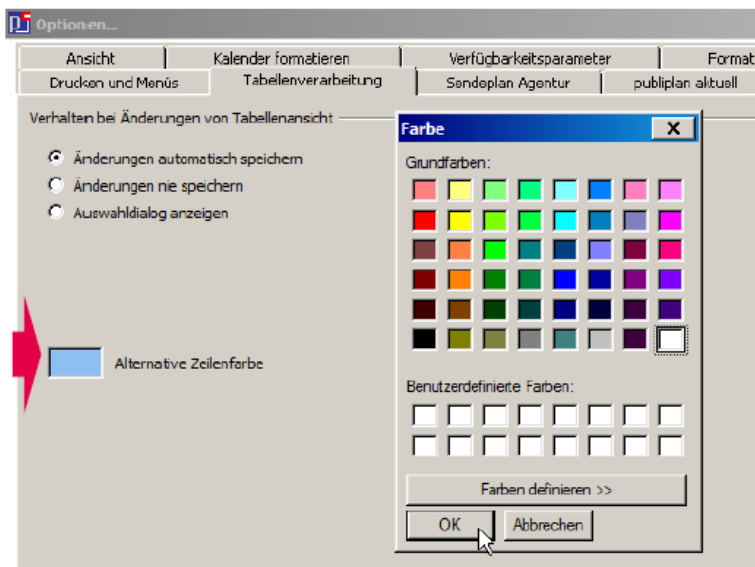 Optionen...
Ansicht
Kalender formatieren
Verfügbarkeitsparameter
Format
Drucken und Menüs
Tabellenverarbeitung
Sendeplan Agentur
publiplan aktuell
Verhalten bei Änderungen von Tabellenansicht
Änderungen automatisch speichern
Änderungen nie speichern
Auswahldialog anzeigen
Alternative Zeilenfarbe
Farbe
Grundfarben:
Benutzerdefinierte Farben:
Farben definieren >>
OK
Abbrechen